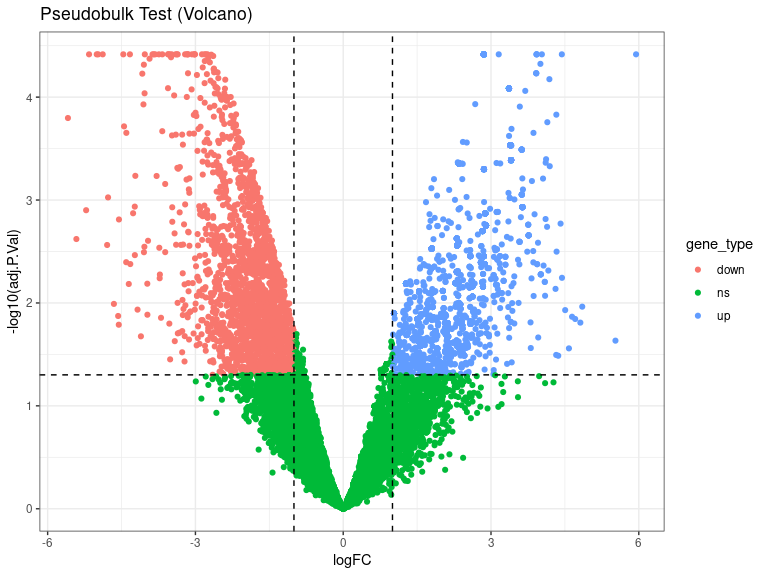 Pseudobulk Test (Volcano)
-log10(adj.P.Val)
4
3
2
1
0
-6
-3
0
3
6
logFC
gene_type
down
ns
up